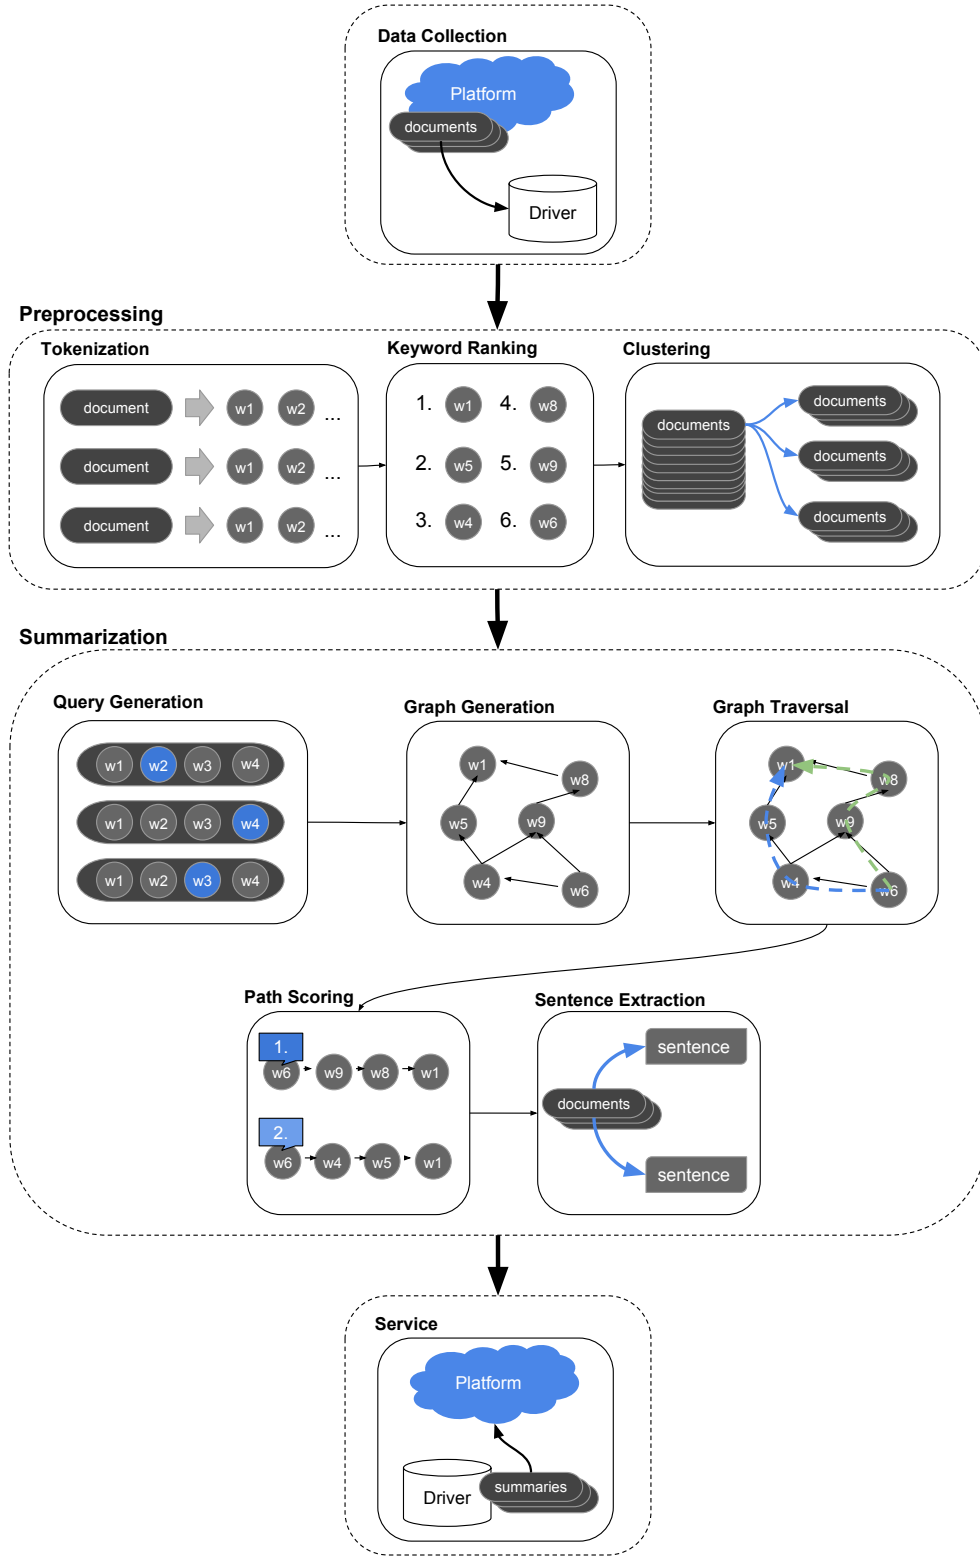 Data Collection
Platform
documents
Driver
Preprocessing
Tokenization
document w1 w2 ...
document w1 w2 ...
document w1 w2 ...
Keyword Ranking
1. w1 4. w8
2. w5 5. w9
3. w4 6. w6
Clustering
documents
documents
documents
documents
Summarization
Query Generation
w1 w2 w3 w4
w1 w2 w3 w4
w1 w2 w3 w4
Graph Generation
w1
w8
w5 w9
w4 w6
Graph Traversal
w1
w8
w5 w9
w4 w6
Path Scoring
1.
w6 w9 w8 w1
2.
w6 w4 w5 w1
Sentence Extraction
sentence
documents
sentence
Service
Platform
Driver
summaries